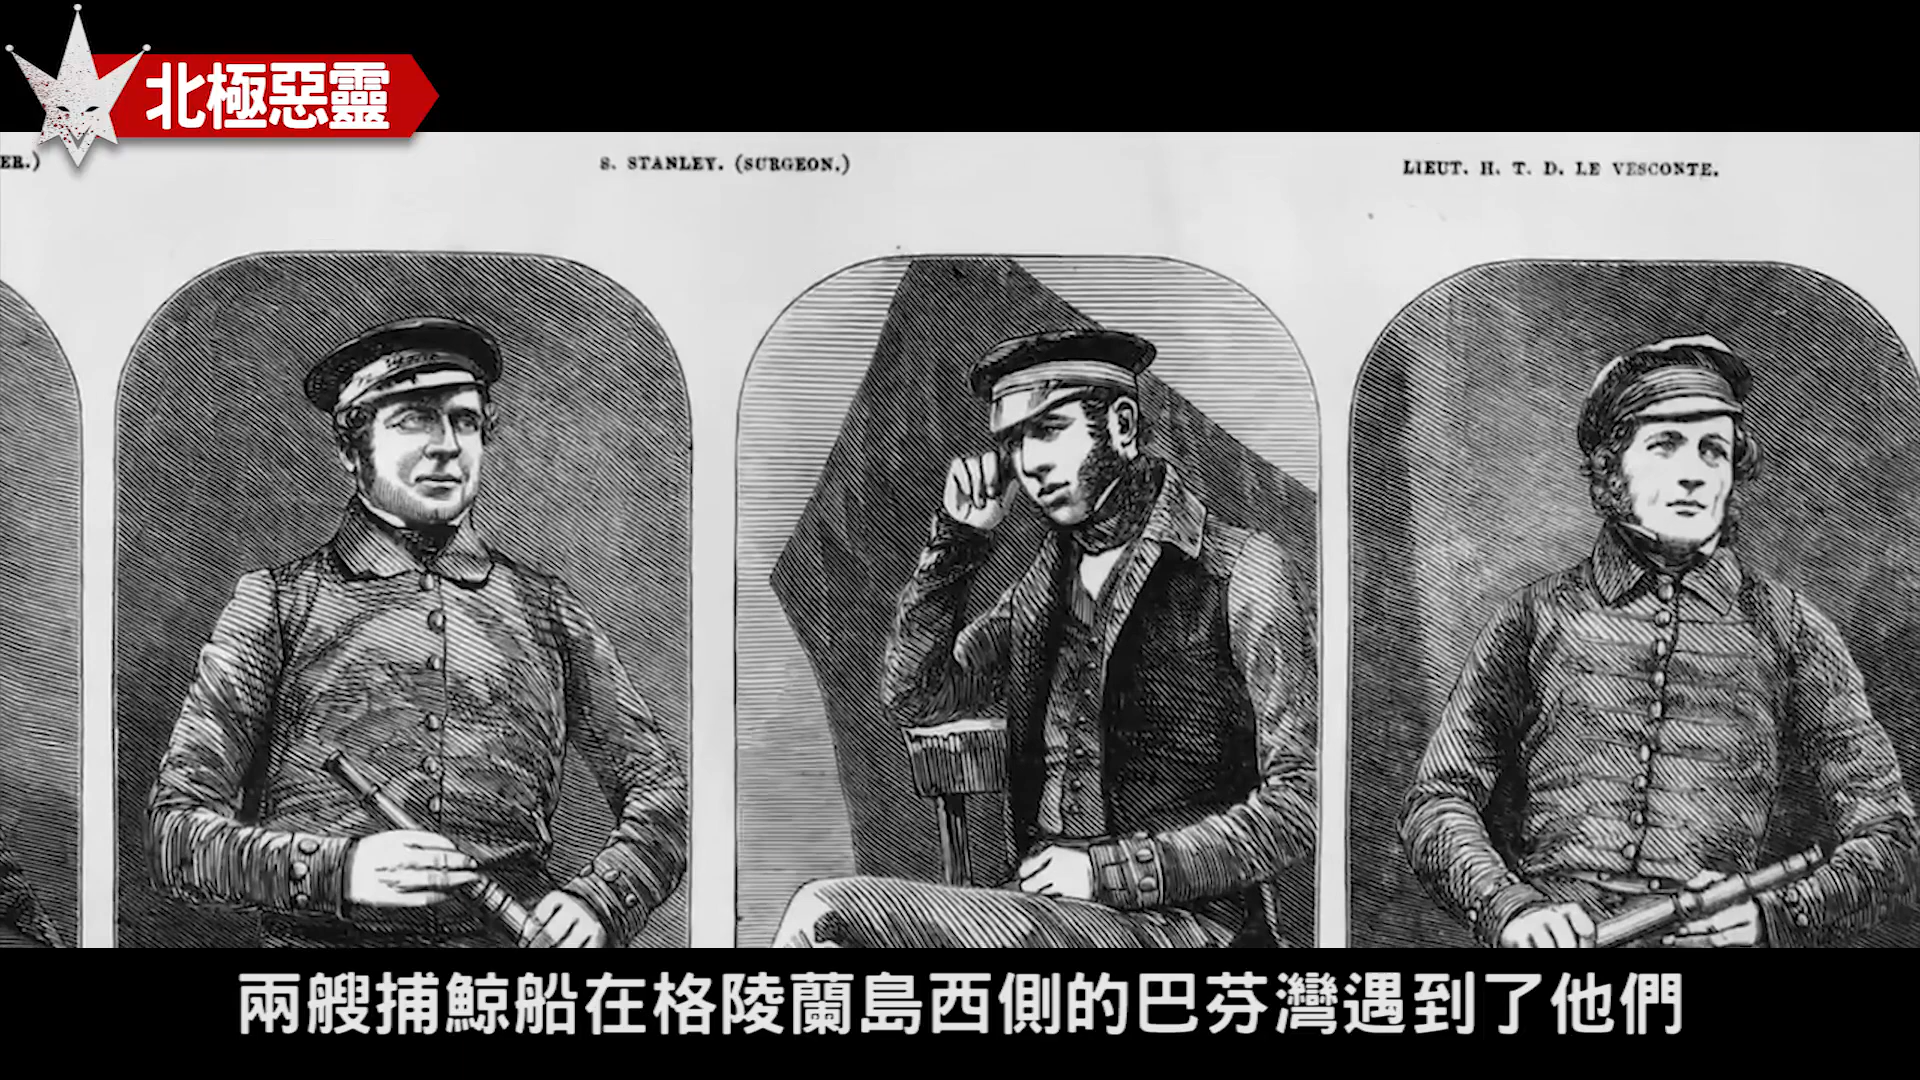 北極惡靈
ER.)
S. STANLEY. (SURGEON.)
LIEUT. H. T. D. LE VESCONTE.
兩艘捕鯨船在格陵蘭島西側的巴芬灣遇到了他們